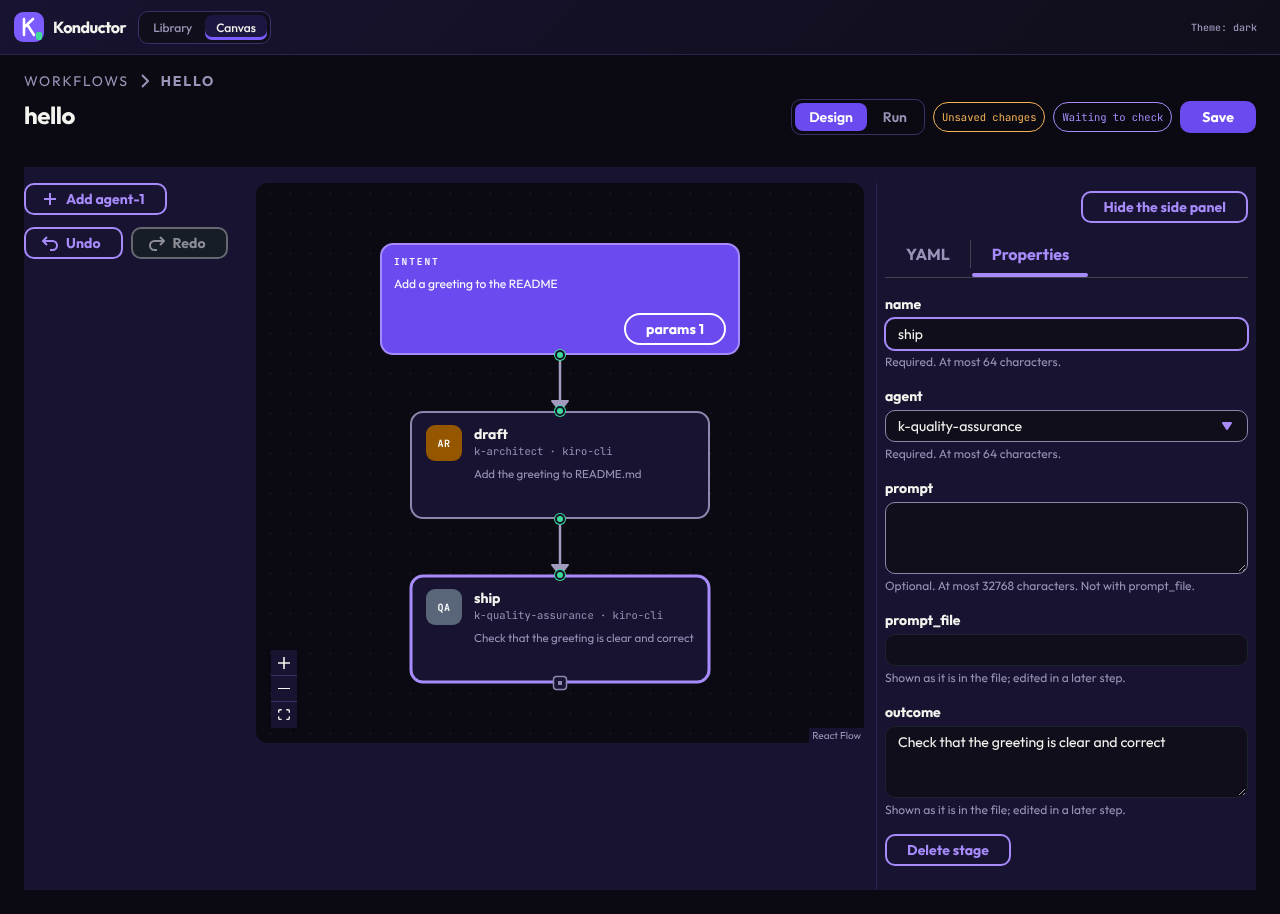 K Konductor
Library
Canvas
Theme: dark
WORKFLOWS > HELLO
hello
Design
Run
Unsaved changes
Waiting to check
Save
+ Add agent-1
Undo
Redo
INTENT
Add a greeting to the README
params 1
AR
draft
k-architect · kiro-cli
Add the greeting to README.md
QA
ship
k-quality-assurance · kiro-cli
Check that the greeting is clear and correct
React Flow
Hide the side panel
YAML
Properties
name
ship
Required. At most 64 characters.
agent
k-quality-assurance
Required. At most 64 characters.
prompt
Optional. At most 32768 characters. Not with prompt_file.
prompt_file
Shown as it is in the file; edited in a later step.
outcome
Check that the greeting is clear and correct
Shown as it is in the file; edited in a later step.
Delete stage